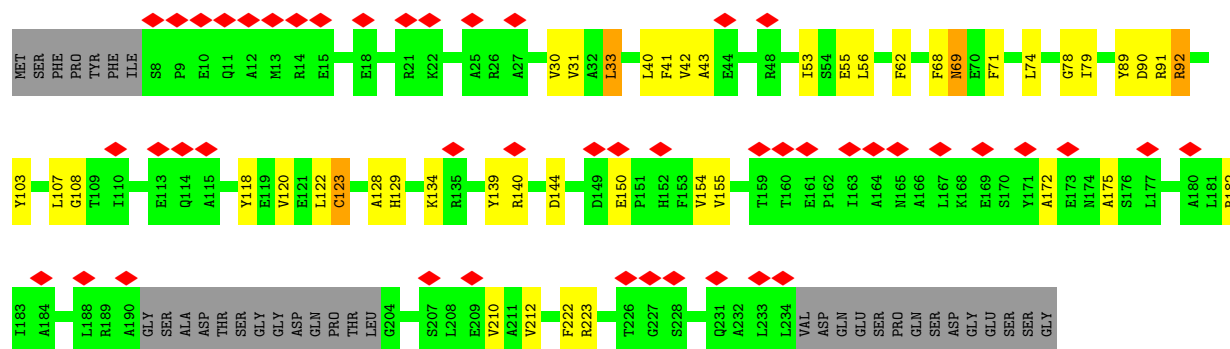 MET SER PHE PRO TYR PHE ILE S8 P9 E10 Q11 A12 M13 R14 E15 E18 R21 K22 A25 R26 A27 V30 V31 A32 L33 L40 F41 V42 A43 E44 R48 I53 S54 E55 L56 F62 F68 N69 E70 F71 L74 G78 I79 Y89 D90 R91 R92
Y103 L107 G108 T109 I110 E113 Q114 A115 Y118 E119 V120 E121 L122 C123 A128 H129 K134 R135 Y139 R140 D144 D149 E150 P151 H152 F153 V154 V155 T159 T160 E161 P162 I163 A164 N165 A166 L167 K168 E169 S170 Y171 A172 E173 N174 A175 S176 L177 A180 L181
I183 A184 L188 R189 A190 GLY SER ALA ASP THR SER GLY GLY ASP GLN PRO THR LEU G204 S207 L208 E209 V210 A211 V212 F222 R223 T226 G227 S228 Q231 A232 L233 L234 VAL ASP GLN GLU SER PRO GLN SER ASP GLY GLU SER SER GLY